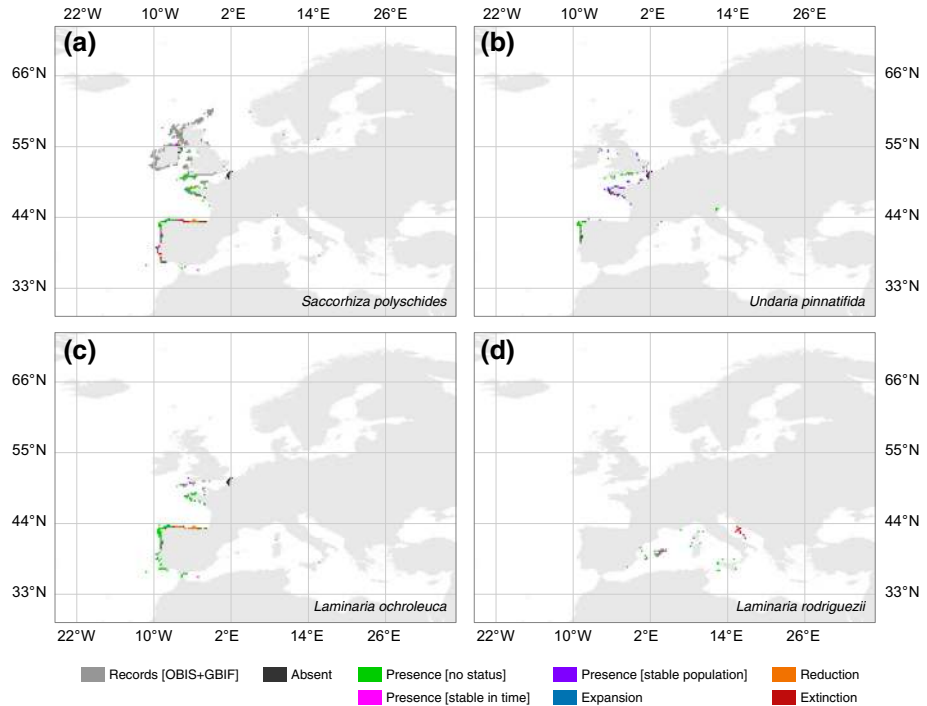 22°W 10°W 2°E 14°E 26°E 22°W 10°W 2°E 14°E 26°E
(a) (b)
66°N 66°N
55°N 55°N
44°N 44°N
33°N 33°N
Saccorhiza polyschides Undaria pinnatifida
(c) (d)
66°N 66°N
55°N 55°N
44°N 44°N
33°N 33°N
Laminaria ochroleuca Laminaria rodriguezii
22°W 10°W 2°E 14°E 26°E 22°W 10°W 2°E 14°E 26°E
Records [OBIS+GBIF] Absent Presence [no status] Presence [stable population] Reduction
Presence [stable in time] Expansion Extinction